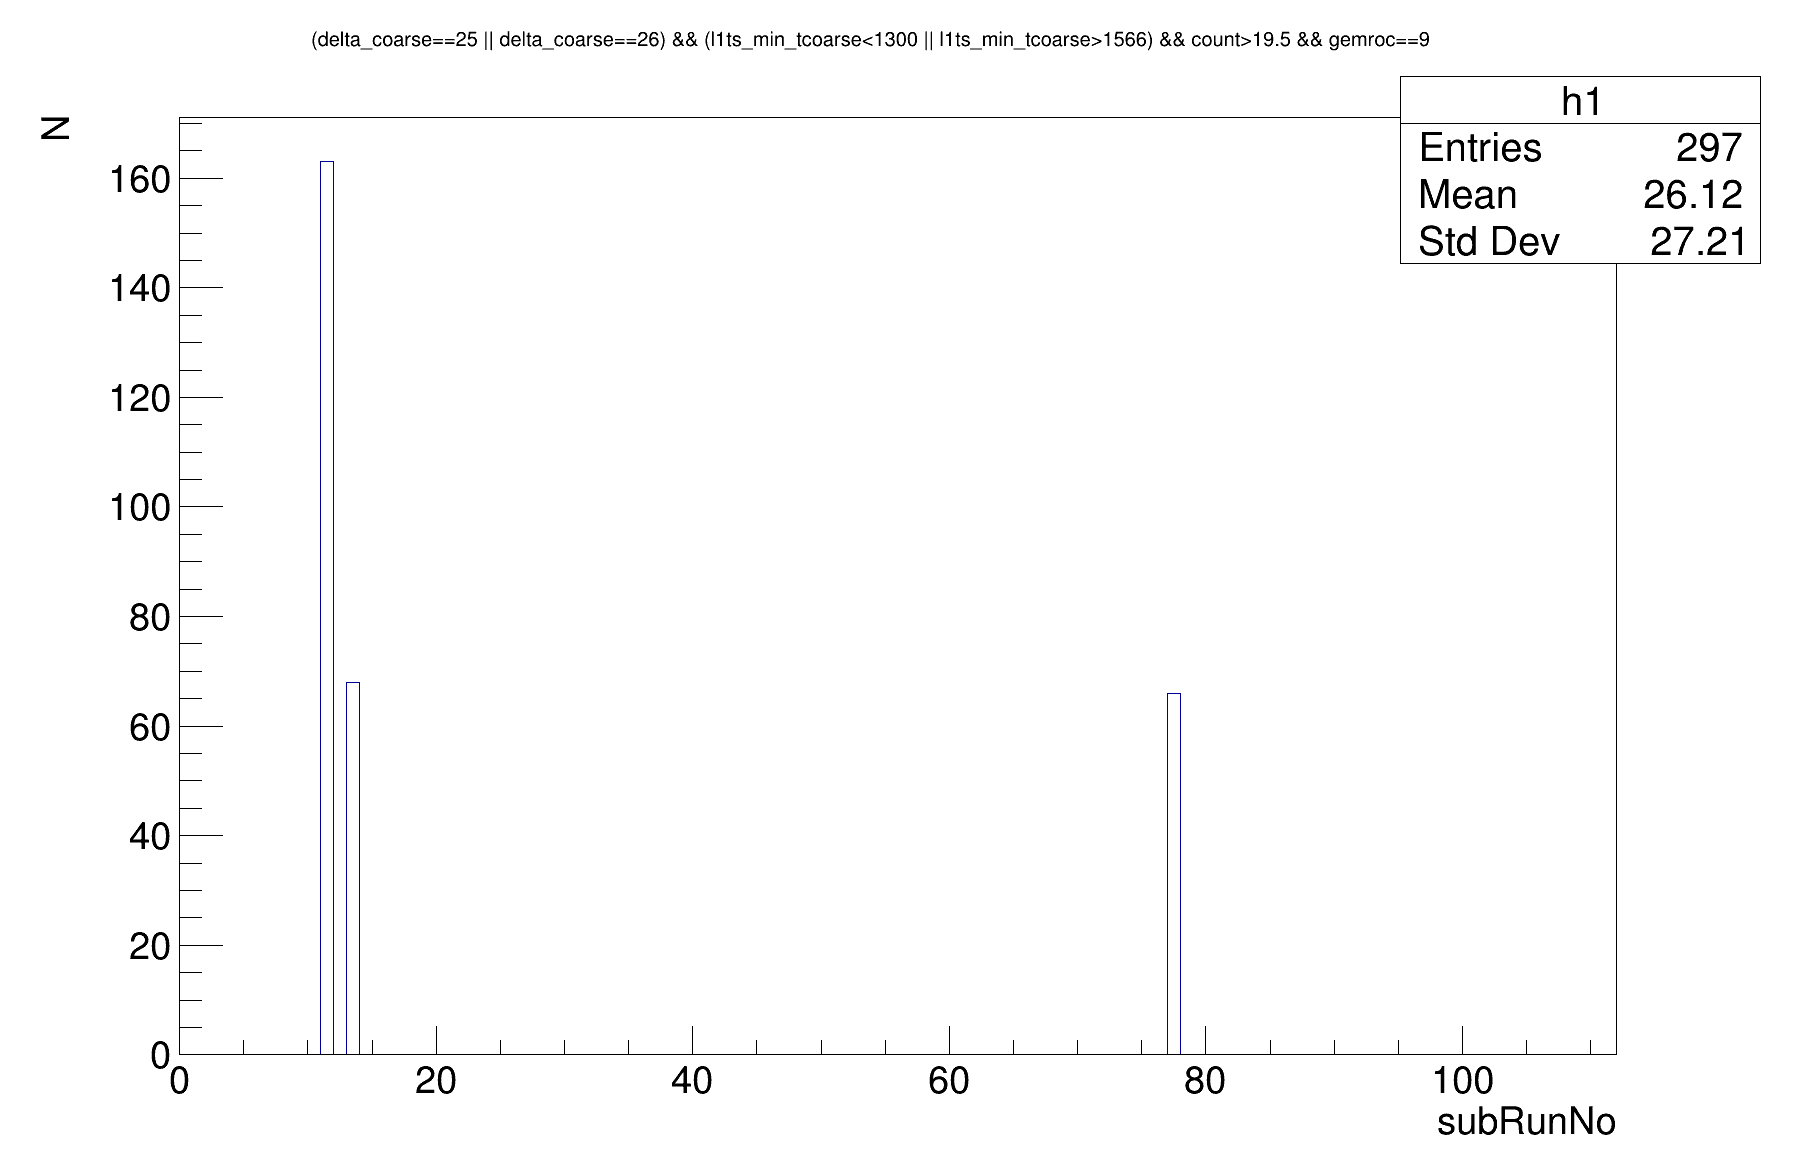 (delta_coarse==25 || delta_coarse==26) && (l1ts_min_tcoarse<1300 || l1ts_min_tcoarse>1566) && count>19.5 && gemroc==9
h1
Entries 297
Mean 26.12
Std Dev 27.21
N
160
140
120
100
80
60
40
20
0
0 20 40 60 80 100
subRunNo